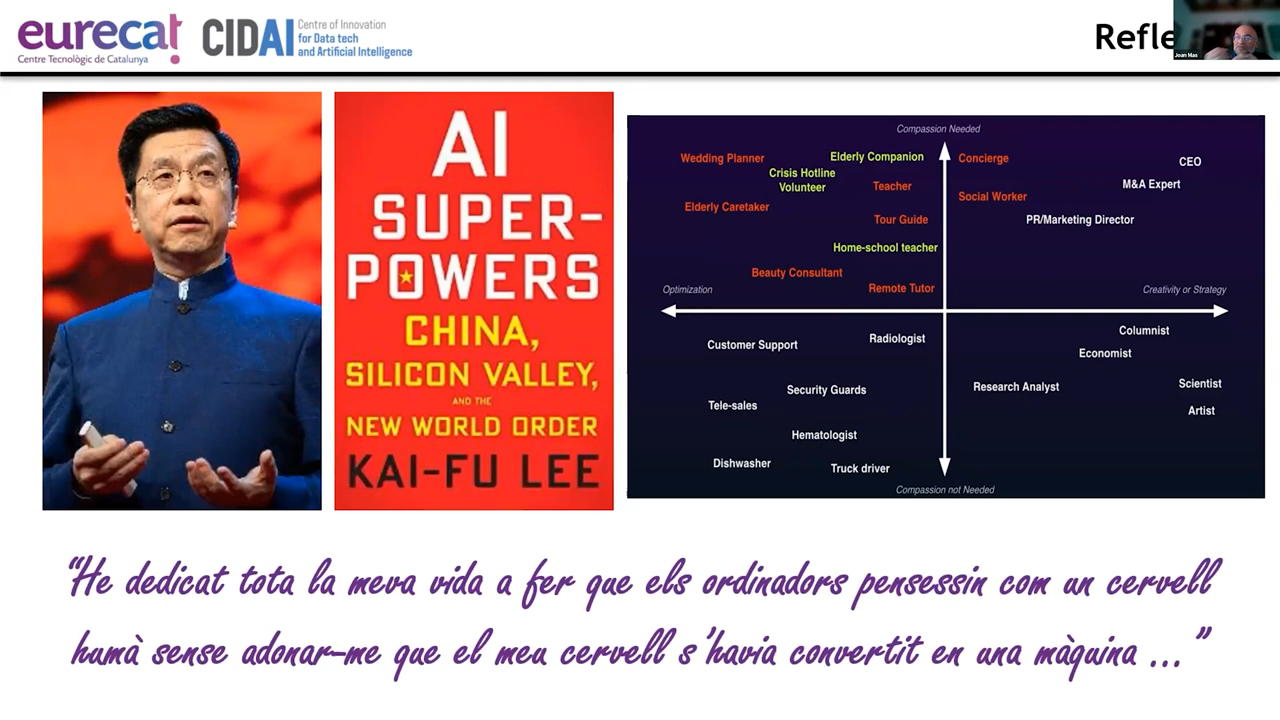 eurecat
Centre Tecnològic de Catalunya
CIDAI
Centre of Innovation
for Data tech
and Artificial Intelligence
Joan Mas
AI
SUPER-
POWERS
CHINA,
SILICON VALLEY,
AND THE
NEW WORLD ORDER
KAI-FU LEE
Compassion Needed
Wedding Planner
Elderly Companion
Concierge
CEO
Crisis Hotline
Volunteer
Teacher
M&A Expert
Social Worker
Elderly Caretaker
Tour Guide
PR/Marketing Director
Home-school teacher
Beauty Consultant
Remote Tutor
Optimization
Creativity or Strategy
Customer Support
Radiologist
Columnist
Economist
Security Guards
Research Analyst
Scientist
Tele-sales
Artist
Hematologist
Dishwasher
Truck driver
Compassion not Needed
“He dedicat tota la meva vida a fer que els ordinadors pensessin com un cervell
humà sense adonar-me que el meu cervell s’havia convertit en una màquina ...”